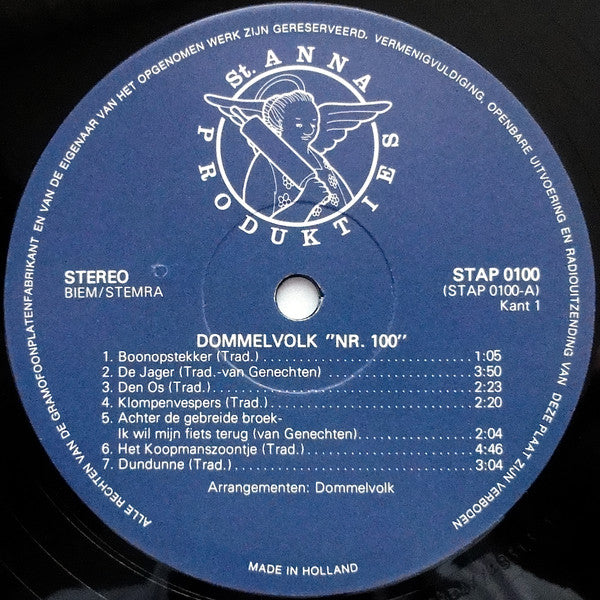 ALLE RECHTEN VAN DE GRAMOFOONPLATENFABRIKANT EN VAN DE EIGENAAR VAN HET OPGENOMEN WERK ZIJN GERESERVEERD. VERMENIGVULDIGING, OPENBARE UITVOERING EN RADIOUITZENDING VAN DEZE PLAAT ZIJN VERBODEN
St. ANNA
PRODUKTIES
STEREO
BIEM/STEMRA
STAP 0100
(STAP 0100-A)
Kant 1
DOMMELVOLK "NR. 100"
1. Boonopstekker (Trad.) 1:05
2. De Jager (Trad.-van Genechten) 3:50
3. Den Os (Trad.) 2:23
4. Klompenvespers (Trad.) 2:20
5. Achter de gebreide broek-
Ik wil mijn fiets terug (van Genechten) 2:04
6. Het Koopmanszoontje (Trad.) 4:46
7. Dundunne (Trad.) 3:04
Arrangementen: Dommelvolk
MADE IN HOLLAND